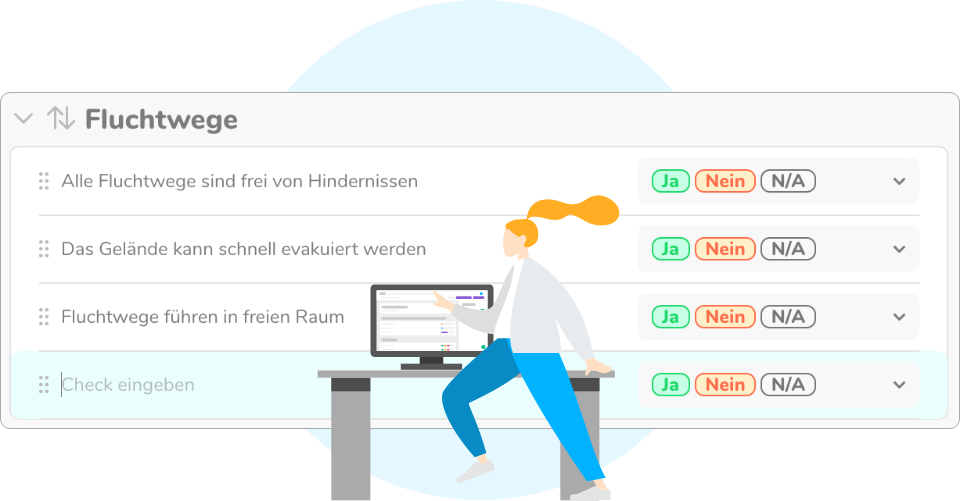 Fluchtwege
Alle Fluchtwege sind frei von Hindernissen Ja Nein N/A
Das Gelände kann schnell evakuiert werden Ja Nein N/A
Fluchtwege führen in freien Raum Ja Nein N/A
Check eingeben Ja Nein N/A